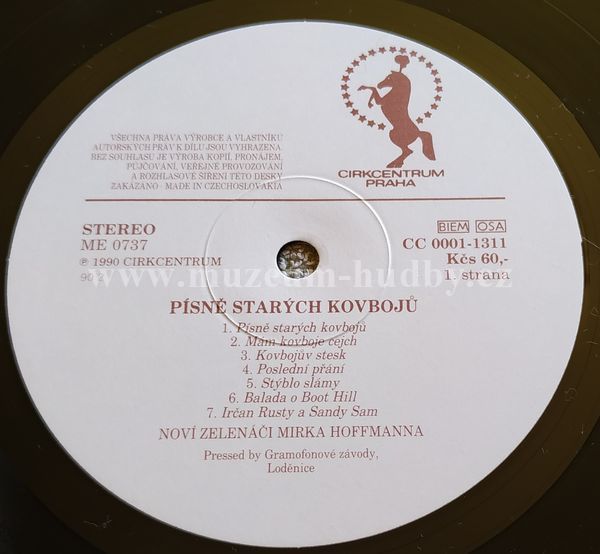 CIRKCENTRUM
PRAHA
VŠECHNA PRÁVA VÝROBCE A VLASTNÍKU
AUTORSKÝCH PRÁV K DÍLU JSOU VYHRAZENA
BEZ SOUHLASU JE VÝROBA KOPIÍ, PRONÁJEM,
PŮJČOVÁNÍ, VEŘEJNÉ PROVOZOVÁNÍ
A ROZHLASOVÉ ŠÍŘENÍ TÉTO DESKY
ZAKÁZÁNO - MADE IN CZECHOSLOVAKIA
STEREO
ME 0737
℗ 1990 CIRKCENTRUM
90 2
BIEM OSA
CC 0001-1311
Kčs 60,-
1. strana
www.muzeum-hudby.cz
PÍSNĚ STARÝCH KOVBOJŮ
1. Písně starých kovbojů
2. Mám kovboje cejch
3. Kovbojův stesk
4. Poslední přání
5. Stýblo slámy
6. Balada o Boot Hill
7. Irčan Rusty a Sandy Sam
NOVÍ ZELENÁČI MIRKA HOFFMANNA
Pressed by Gramofonové závody,
Loděnice